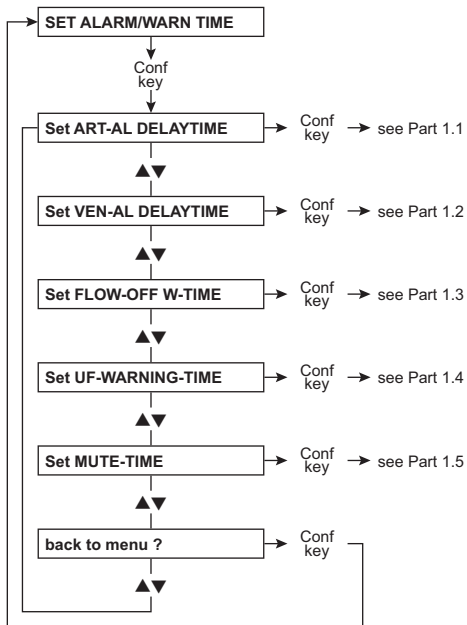 SET ALARM/WARN TIME
Conf
key
Set ART-AL DELAYTIME
Conf
key
see Part 1.1
▲▼
Set VEN-AL DELAYTIME
Conf
key
see Part 1.2
▲▼
Set FLOW-OFF W-TIME
Conf
key
see Part 1.3
▲▼
Set UF-WARNING-TIME
Conf
key
see Part 1.4
▲▼
Set MUTE-TIME
Conf
key
see Part 1.5
▲▼
back to menu ?
Conf
key
▲▼